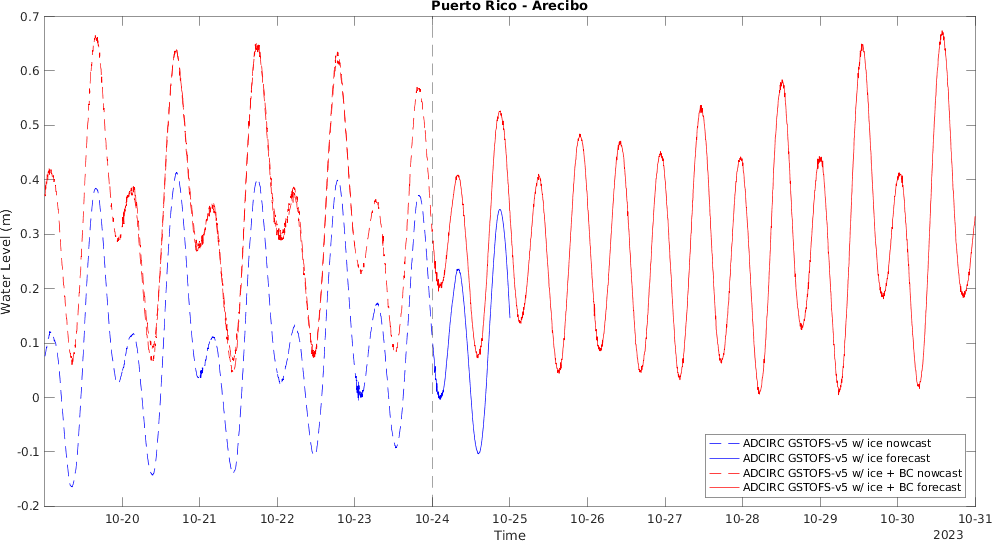 Puerto Rico - Arecibo
0.7
0.6
0.5
0.4
0.3
0.2
0.1
0
-0.1
-0.2
Water Level (m)
ADCIRC GSTOFS-v5 w/ ice nowcast
ADCIRC GSTOFS-v5 w/ ice forecast
ADCIRC GSTOFS-v5 w/ ice + BC nowcast
ADCIRC GSTOFS-v5 w/ ice + BC forecast
10-20 10-21 10-22 10-23 10-24 10-25 10-26 10-27 10-28 10-29 10-30 10-31
Time
2023